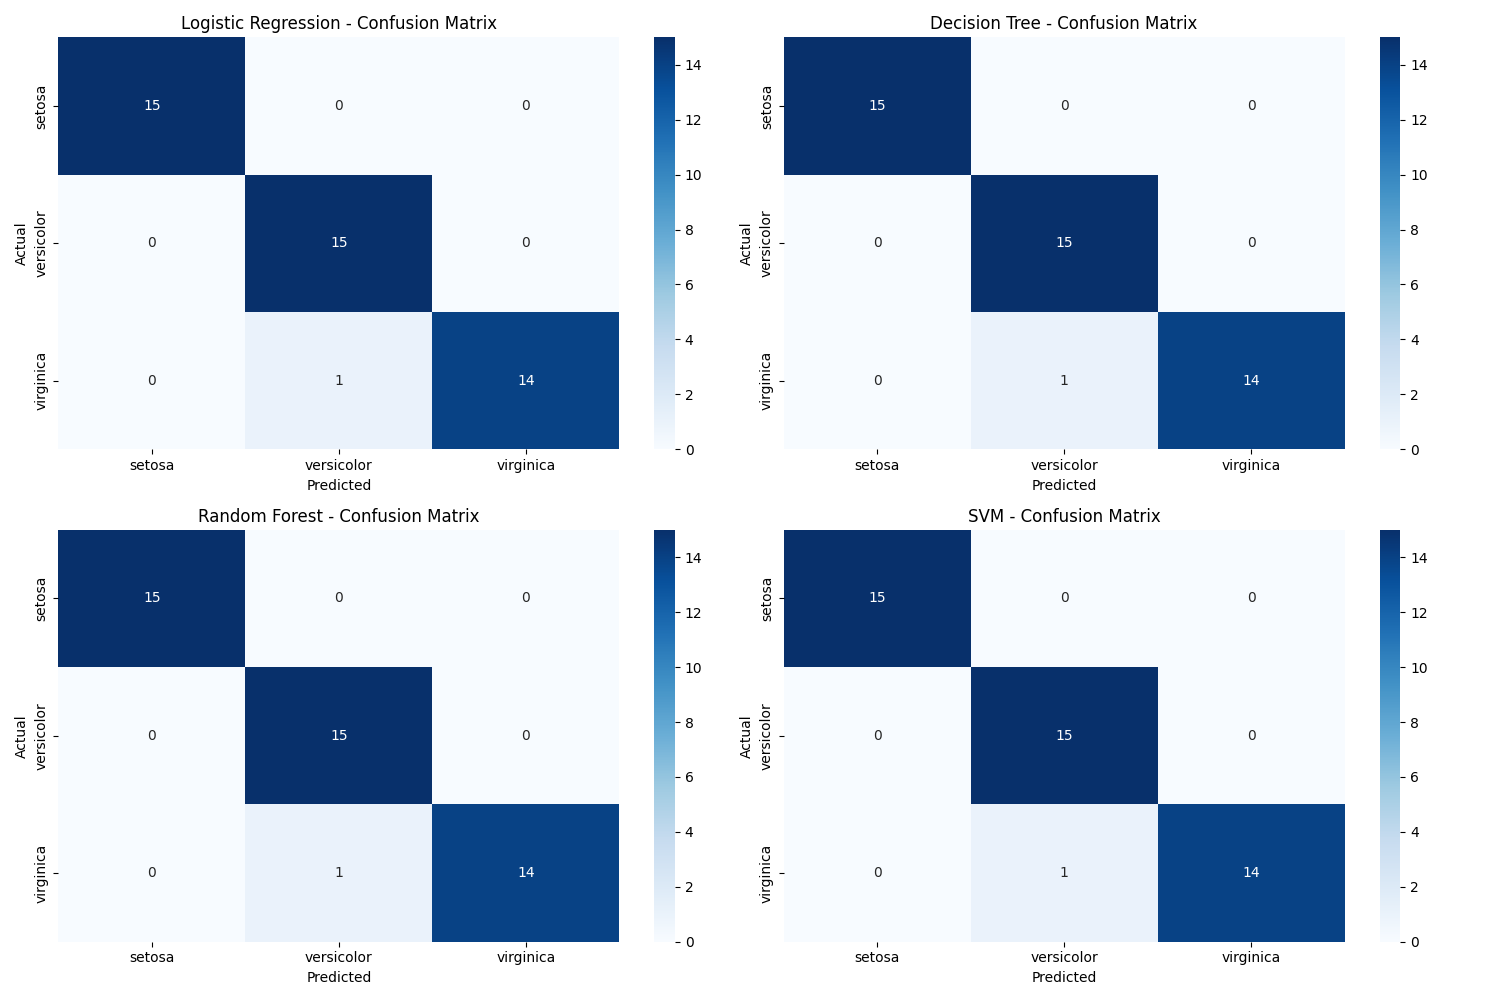 Logistic Regression - Confusion Matrix
setosa 15 0 0
versicolor 0 15 0
virginica 0 1 14
Actual
setosa versicolor virginica
Predicted
14
12
10
8
6
4
2
0
Decision Tree - Confusion Matrix
setosa 15 0 0
versicolor 0 15 0
virginica 0 1 14
Actual
setosa versicolor virginica
Predicted
14
12
10
8
6
4
2
0
Random Forest - Confusion Matrix
setosa 15 0 0
versicolor 0 15 0
virginica 0 1 14
Actual
setosa versicolor virginica
Predicted
14
12
10
8
6
4
2
0
SVM - Confusion Matrix
setosa 15 0 0
versicolor 0 15 0
virginica 0 1 14
Actual
setosa versicolor virginica
Predicted
14
12
10
8
6
4
2
0